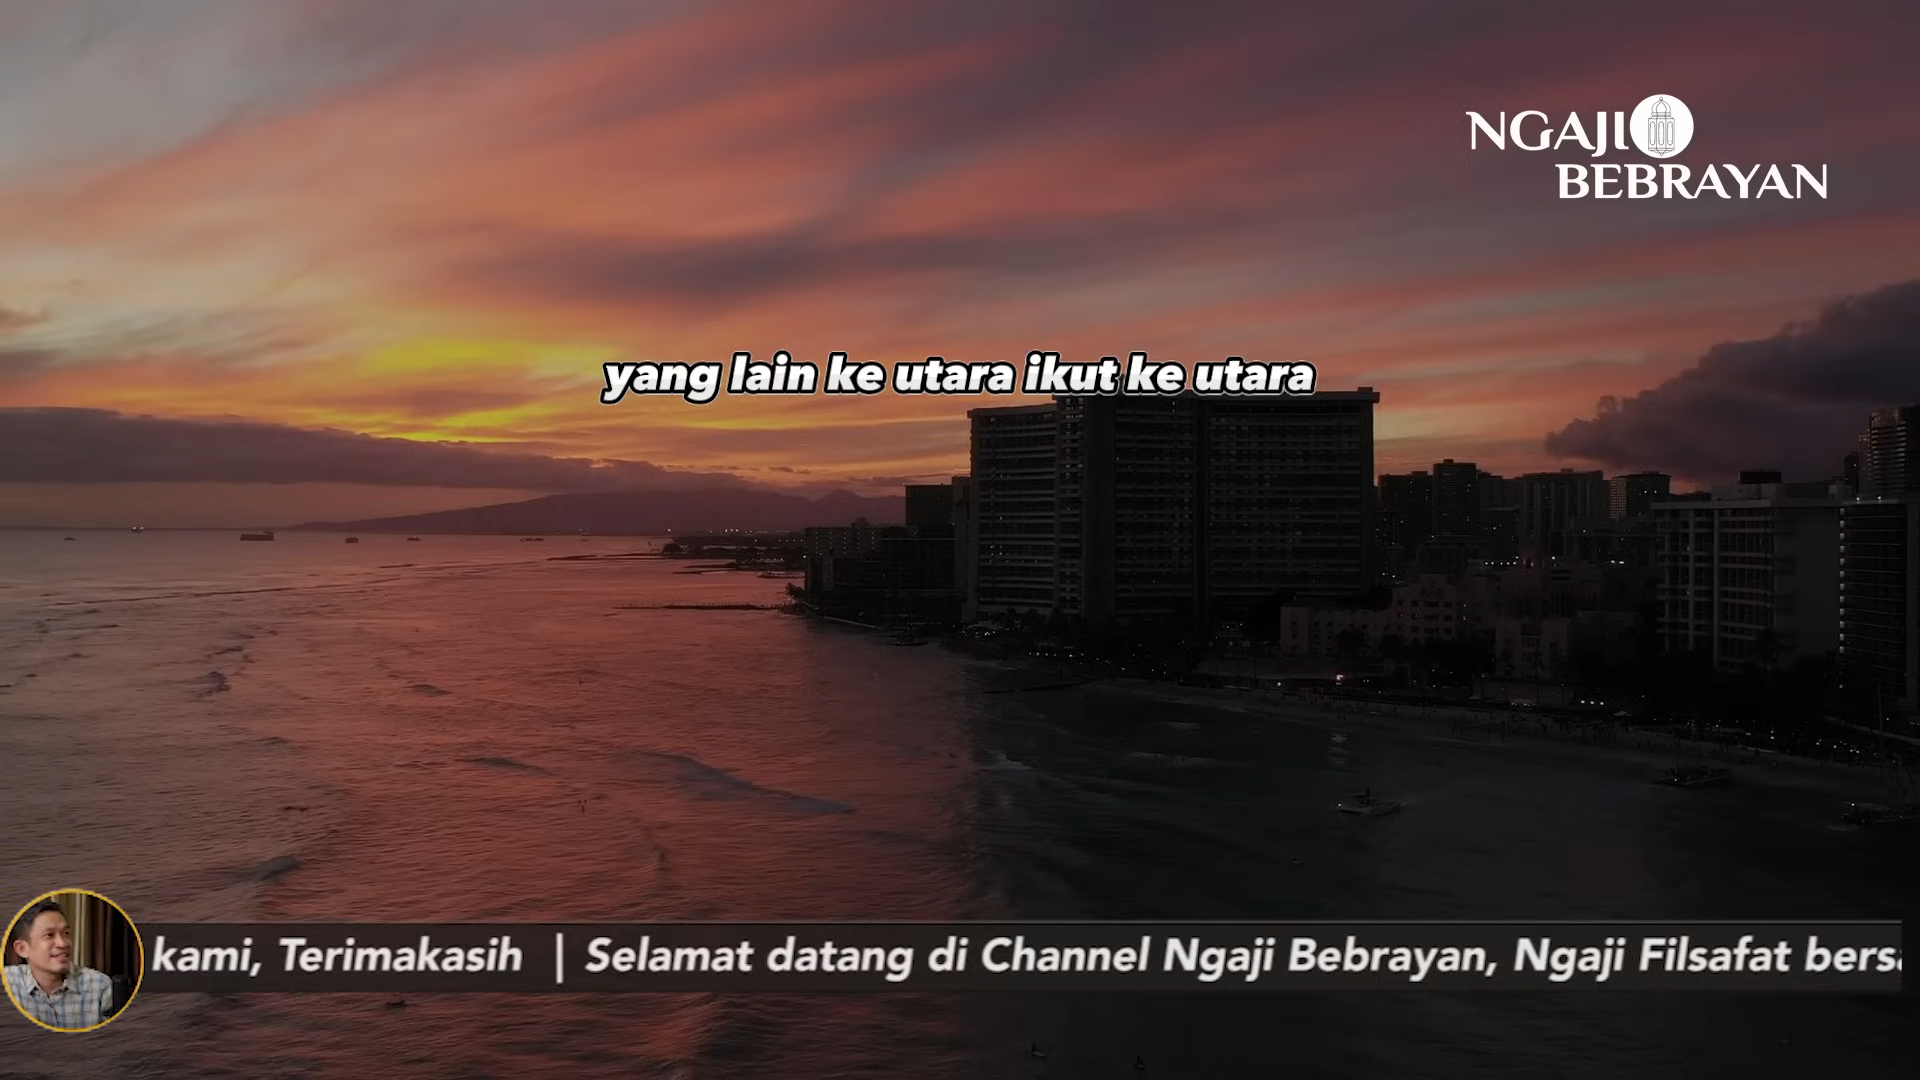 NGAJI
BEBRAYAN
yang lain ke utara ikut ke utara
kami, Terimakasih | Selamat datang di Channel Ngaji Bebrayan, Ngaji Filsafat